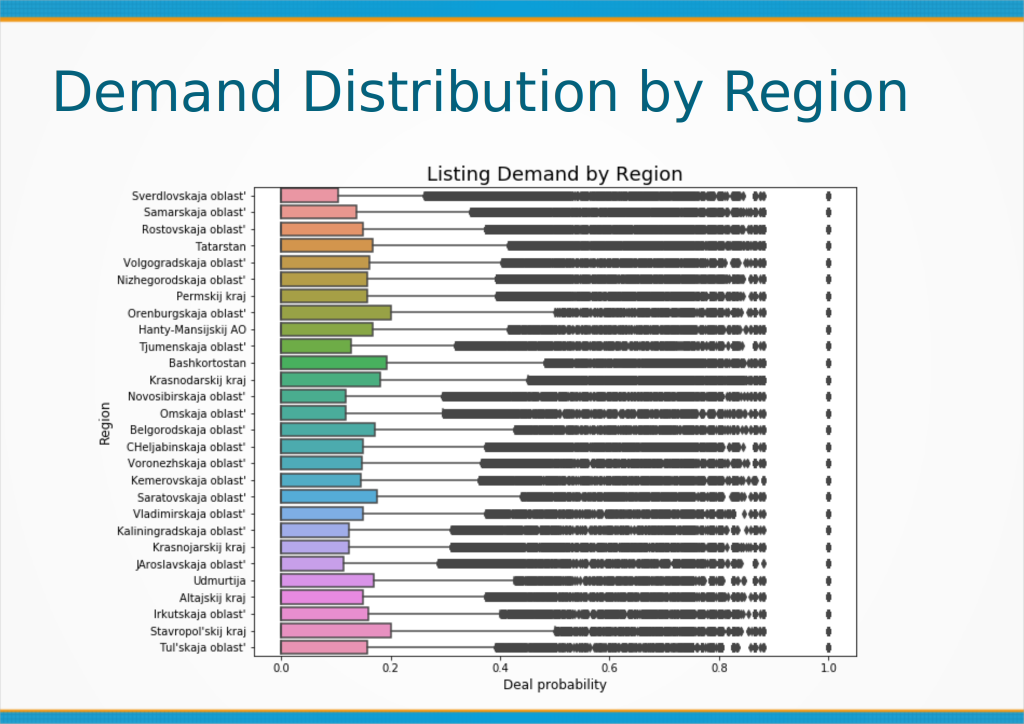 Demand Distribution by Region
Listing Demand by Region
Sverdlovskaja oblast'
Samarskaja oblast'
Rostovskaja oblast'
Tatarstan
Volgogradskaja oblast'
Nizhegorodskaja oblast'
Permskij kraj
Orenburgskaja oblast'
Hanty-Mansijskij AO
Tjumenskaja oblast'
Bashkortostan
Krasnodarskij kraj
Novosibirskaja oblast'
Omskaja oblast'
Belgorodskaja oblast'
CHeljabinskaja oblast'
Voronezhskaja oblast'
Kemerovskaja oblast'
Saratovskaja oblast'
Vladimirskaja oblast'
Kaliningradskaja oblast'
Krasnojarskij kraj
JAroslavskaja oblast'
Udmurtija
Altajskij kraj
Irkutskaja oblast'
Stavropol'skij kraj
Tul'skaja oblast'
Region
0.0 0.2 0.4 0.6 0.8 1.0
Deal probability